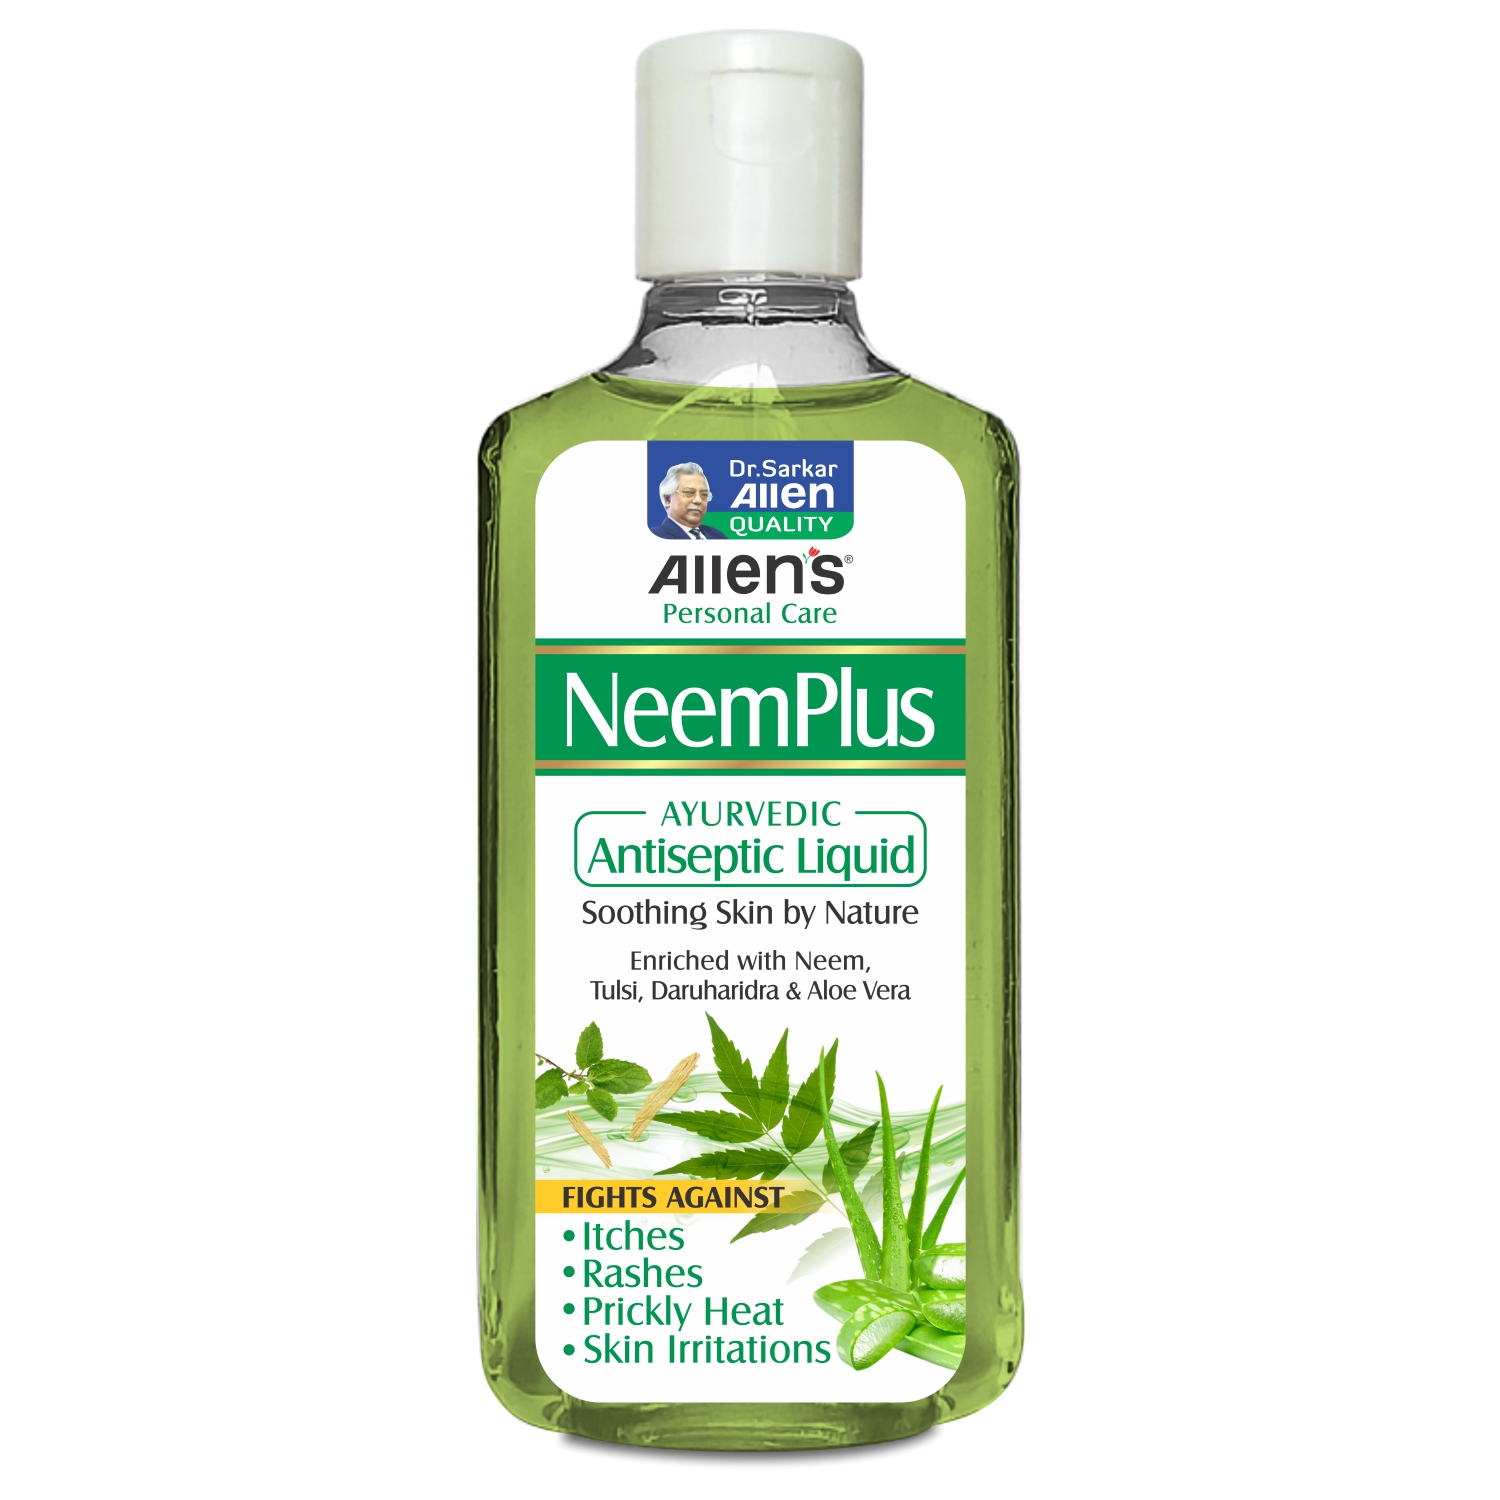 Dr.Sarkar
Allen
QUALITY
Allen's®
Personal Care
NeemPlus
AYURVEDIC
Antiseptic Liquid
Soothing Skin by Nature
Enriched with Neem,
Tulsi, Daruharidra & Aloe Vera
FIGHTS AGAINST
•Itches
•Rashes
•Prickly Heat
•Skin Irritations